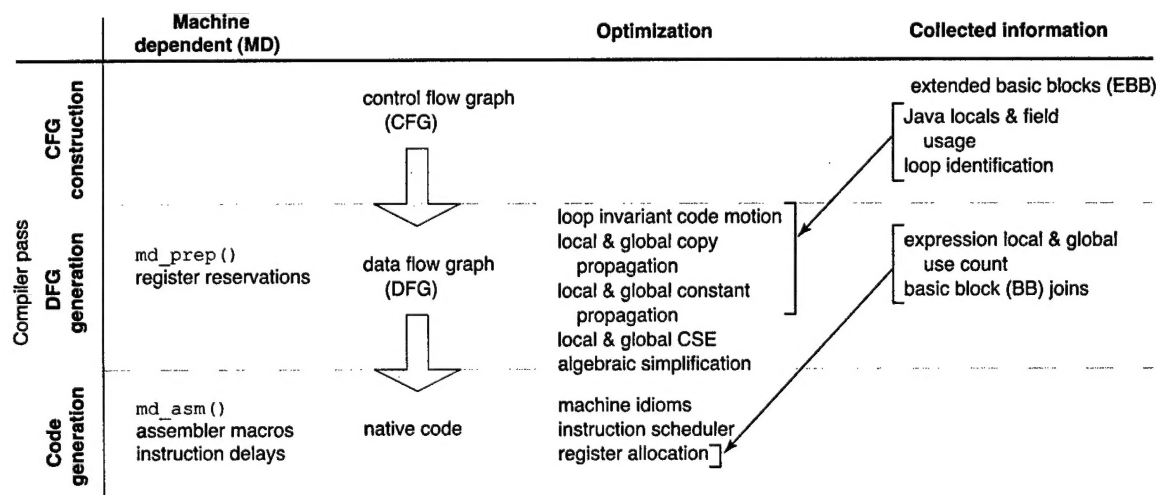 Machine
dependent (MD)
Optimization
Collected information
Compiler pass
CFG
construction
control flow graph
(CFG)
extended basic blocks (EBB)
Java locals & field
usage
loop identification
DFG
generation
md_prep()
register reservations
data flow graph
(DFG)
loop invariant code motion
local & global copy
propagation
local & global constant
propagation
local & global CSE
algebraic simplification
expression local & global
use count
basic block (BB) joins
Code
generation
md_asm()
assembler macros
instruction delays
native code
machine idioms
instruction scheduler
register allocation